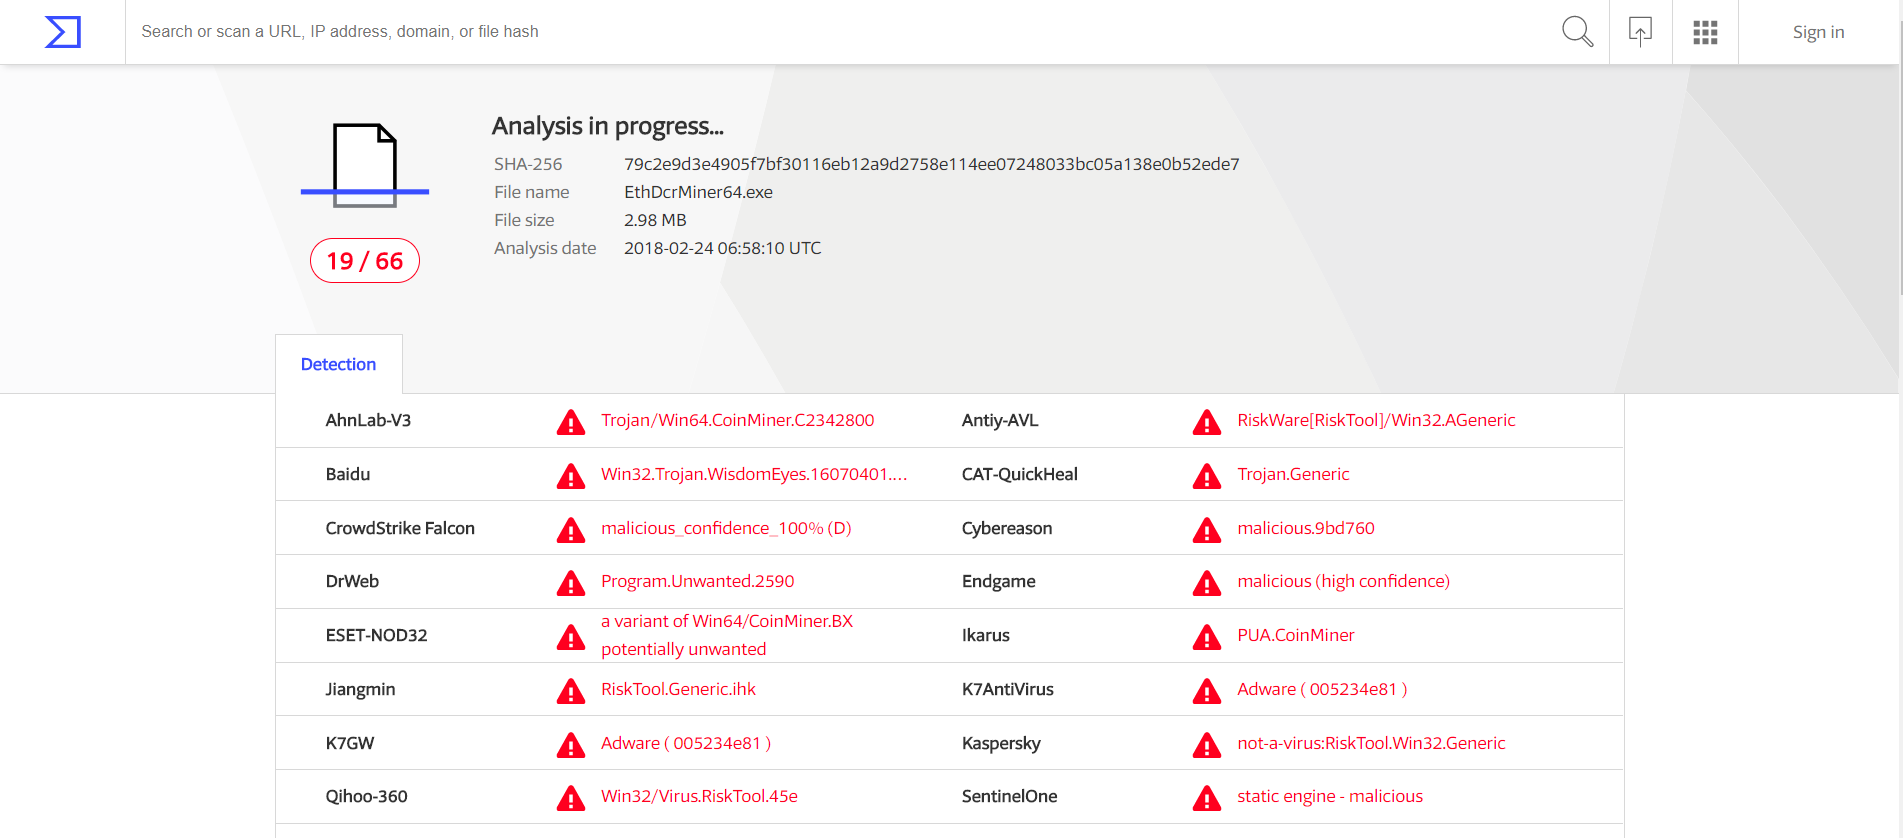 Search or scan a URL, IP address, domain, or file hash
Sign in
Analysis in progress...
SHA-256 79c2e9d3e4905f7bf30116eb12a9d2758e114ee07248033bc05a138e0b52ede7
File name EthDcrMiner64.exe
File size 2.98 MB
Analysis date 2018-02-24 06:58:10 UTC
19 / 66
Detection
AhnLab-V3 Trojan/Win64.CoinMiner.C2342800 Antiy-AVL RiskWare[RiskTool]/Win32.AGeneric
Baidu Win32.Trojan.WisdomEyes.16070401.... CAT-QuickHeal Trojan.Generic
CrowdStrike Falcon malicious_confidence_100% (D) Cybereason malicious.9bd760
DrWeb Program.Unwanted.2590 Endgame malicious (high confidence)
ESET-NOD32 a variant of Win64/CoinMiner.BX
potentially unwanted
Ikarus PUA.CoinMiner
Jiangmin RiskTool.Generic.ihk K7AntiVirus Adware ( 005234e81 )
K7GW Adware ( 005234e81 ) Kaspersky not-a-virus:RiskTool.Win32.Generic
Qihoo-360 Win32/Virus.RiskTool.45e SentinelOne static engine - malicious